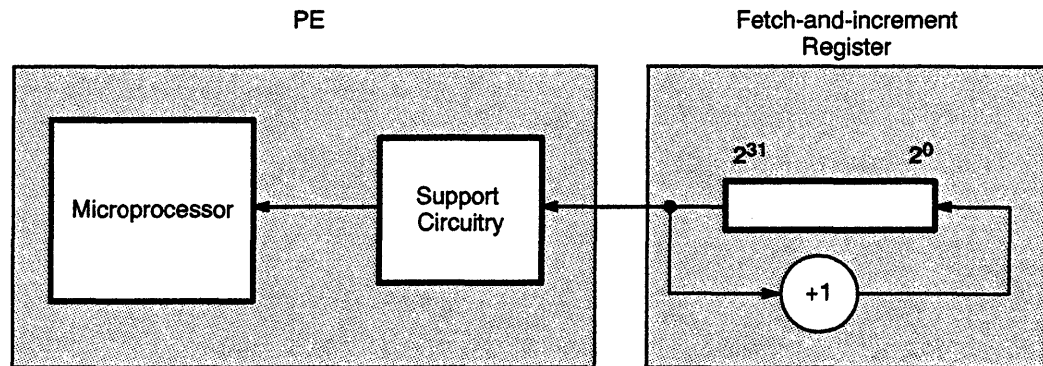 PE
Fetch-and-increment
Register
Microprocessor
Support
Circuitry
2³¹
2⁰
+1